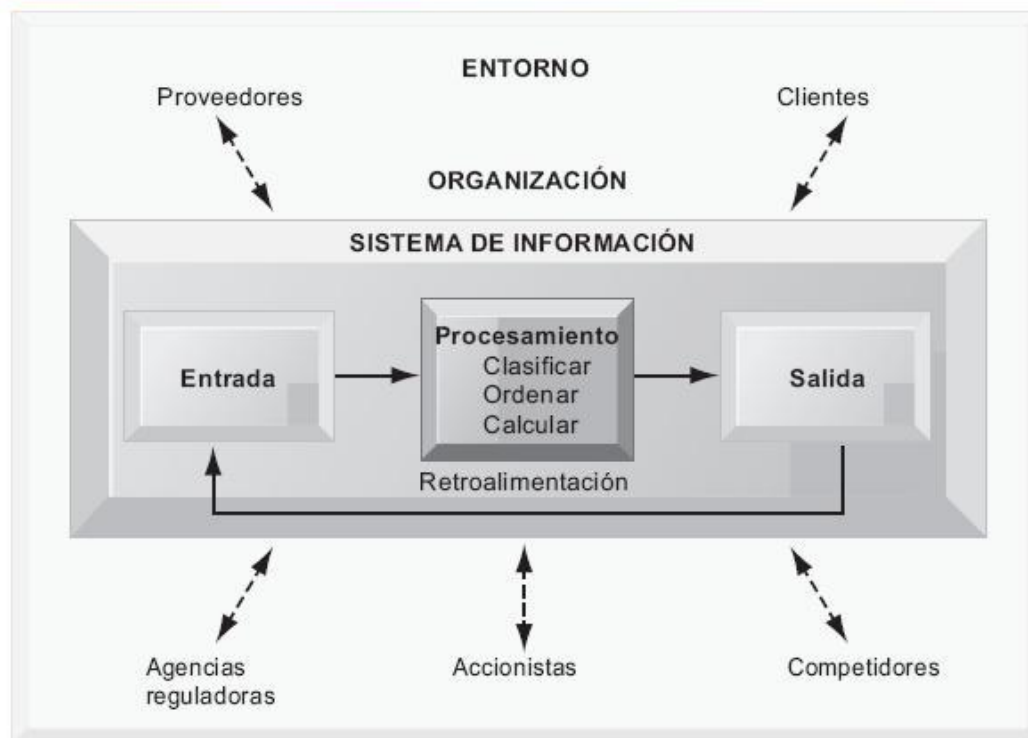 ENTORNO
Proveedores
Clientes
ORGANIZACIÓN
SISTEMA DE INFORMACIÓN
Entrada
Procesamiento
Clasificar
Ordenar
Calcular
Salida
Retroalimentación
Agencias
reguladoras
Accionistas
Competidores